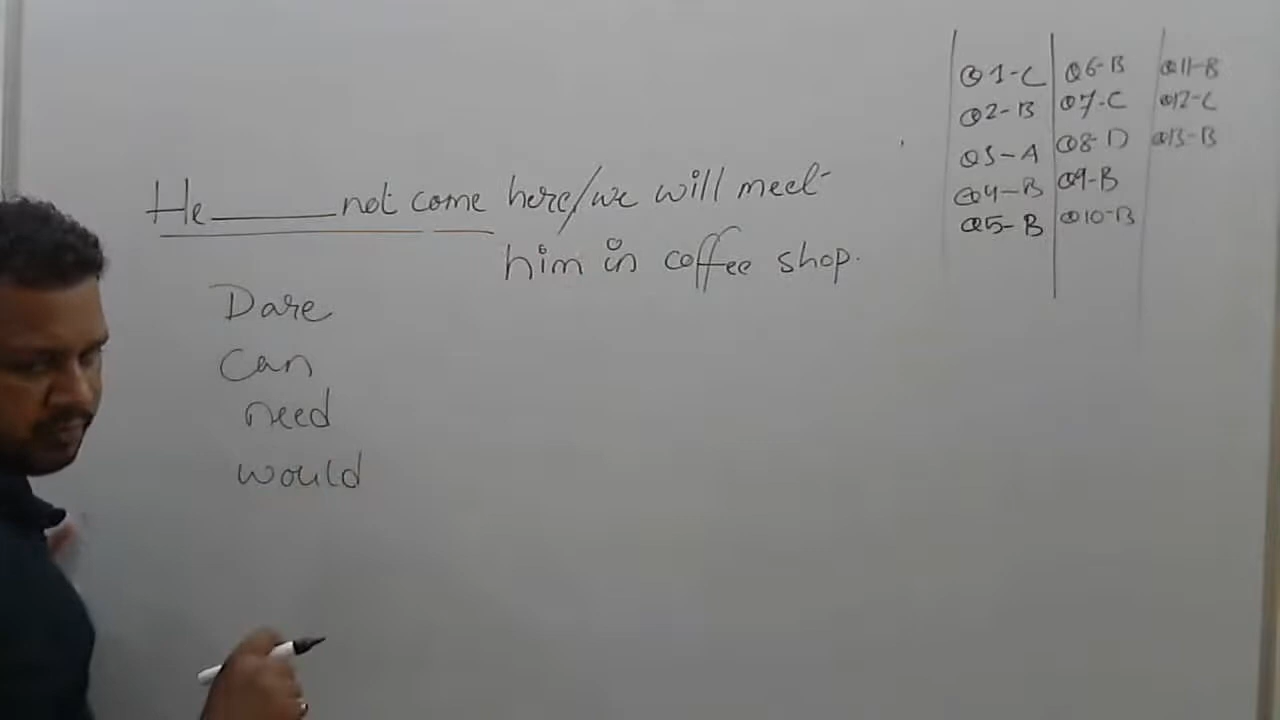 He ______ not come here/we will meet
him in coffee shop.
Dare
can
need
would
Q1-C
Q2-B
Q3-A
Q4-B
Q5-B
Q6-B
Q7-C
Q8-D
Q9-B
Q10-B
Q11-B
Q12-C
Q13-B